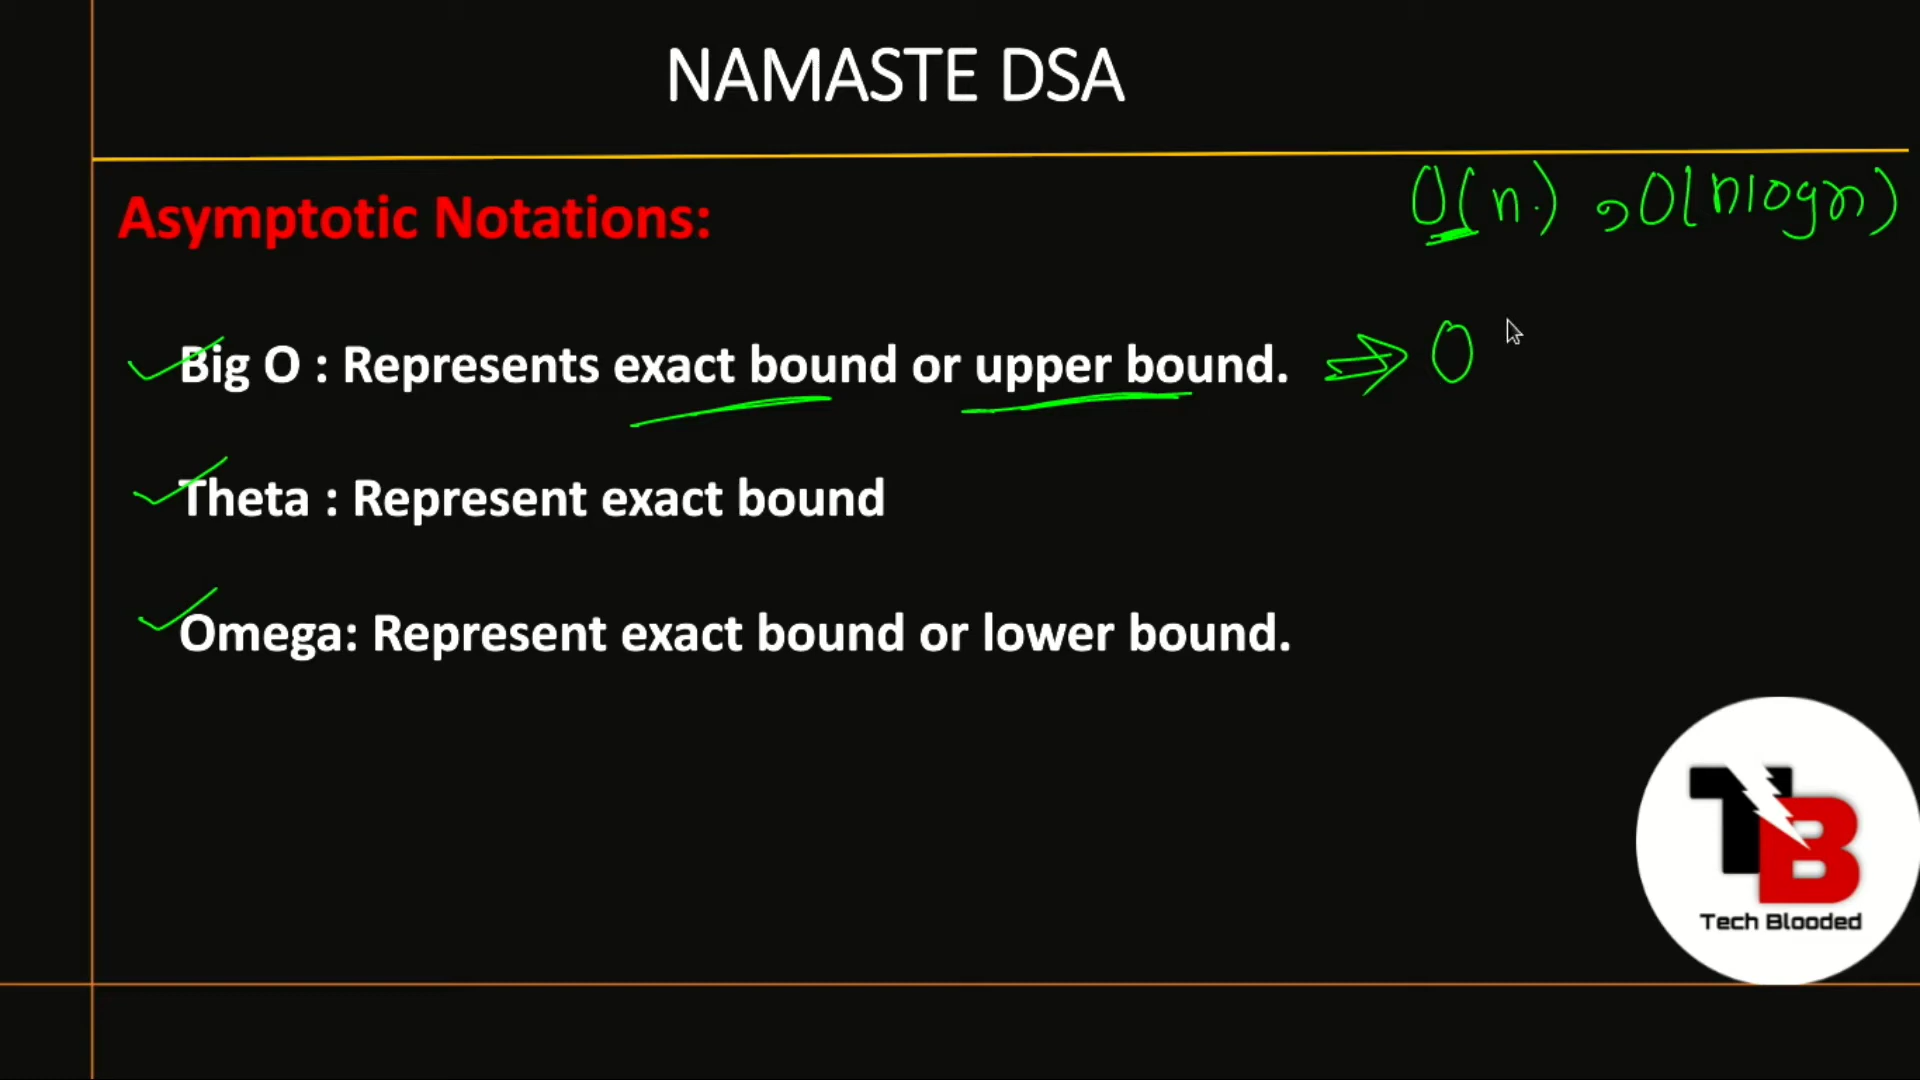 NAMASTE DSA
O(n.) , O(nlogn)
Asymptotic Notations:
Big O : Represents exact bound or upper bound. ⇒ O
Theta : Represent exact bound
Omega: Represent exact bound or lower bound.
TB
Tech Blooded